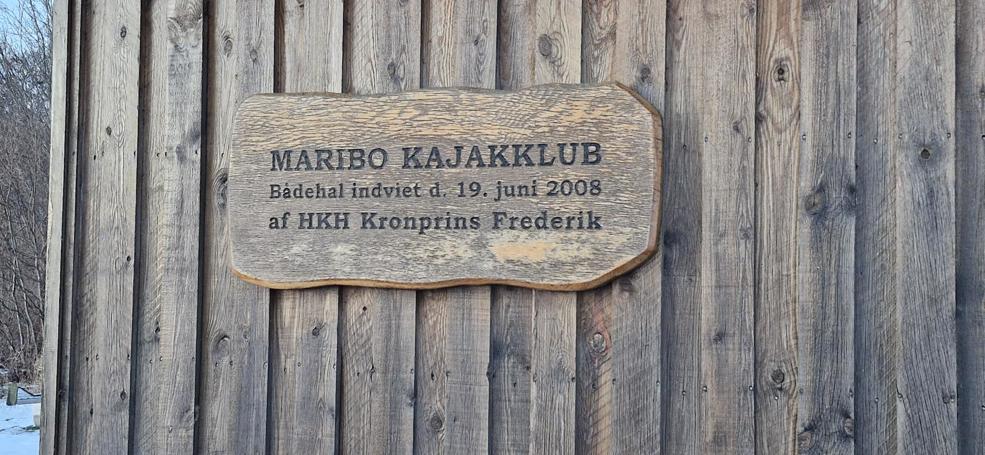 MARIBO KAJAKKLUB
Bådehal indviet d. 19. juni 2008
af HKH Kronprins Frederik